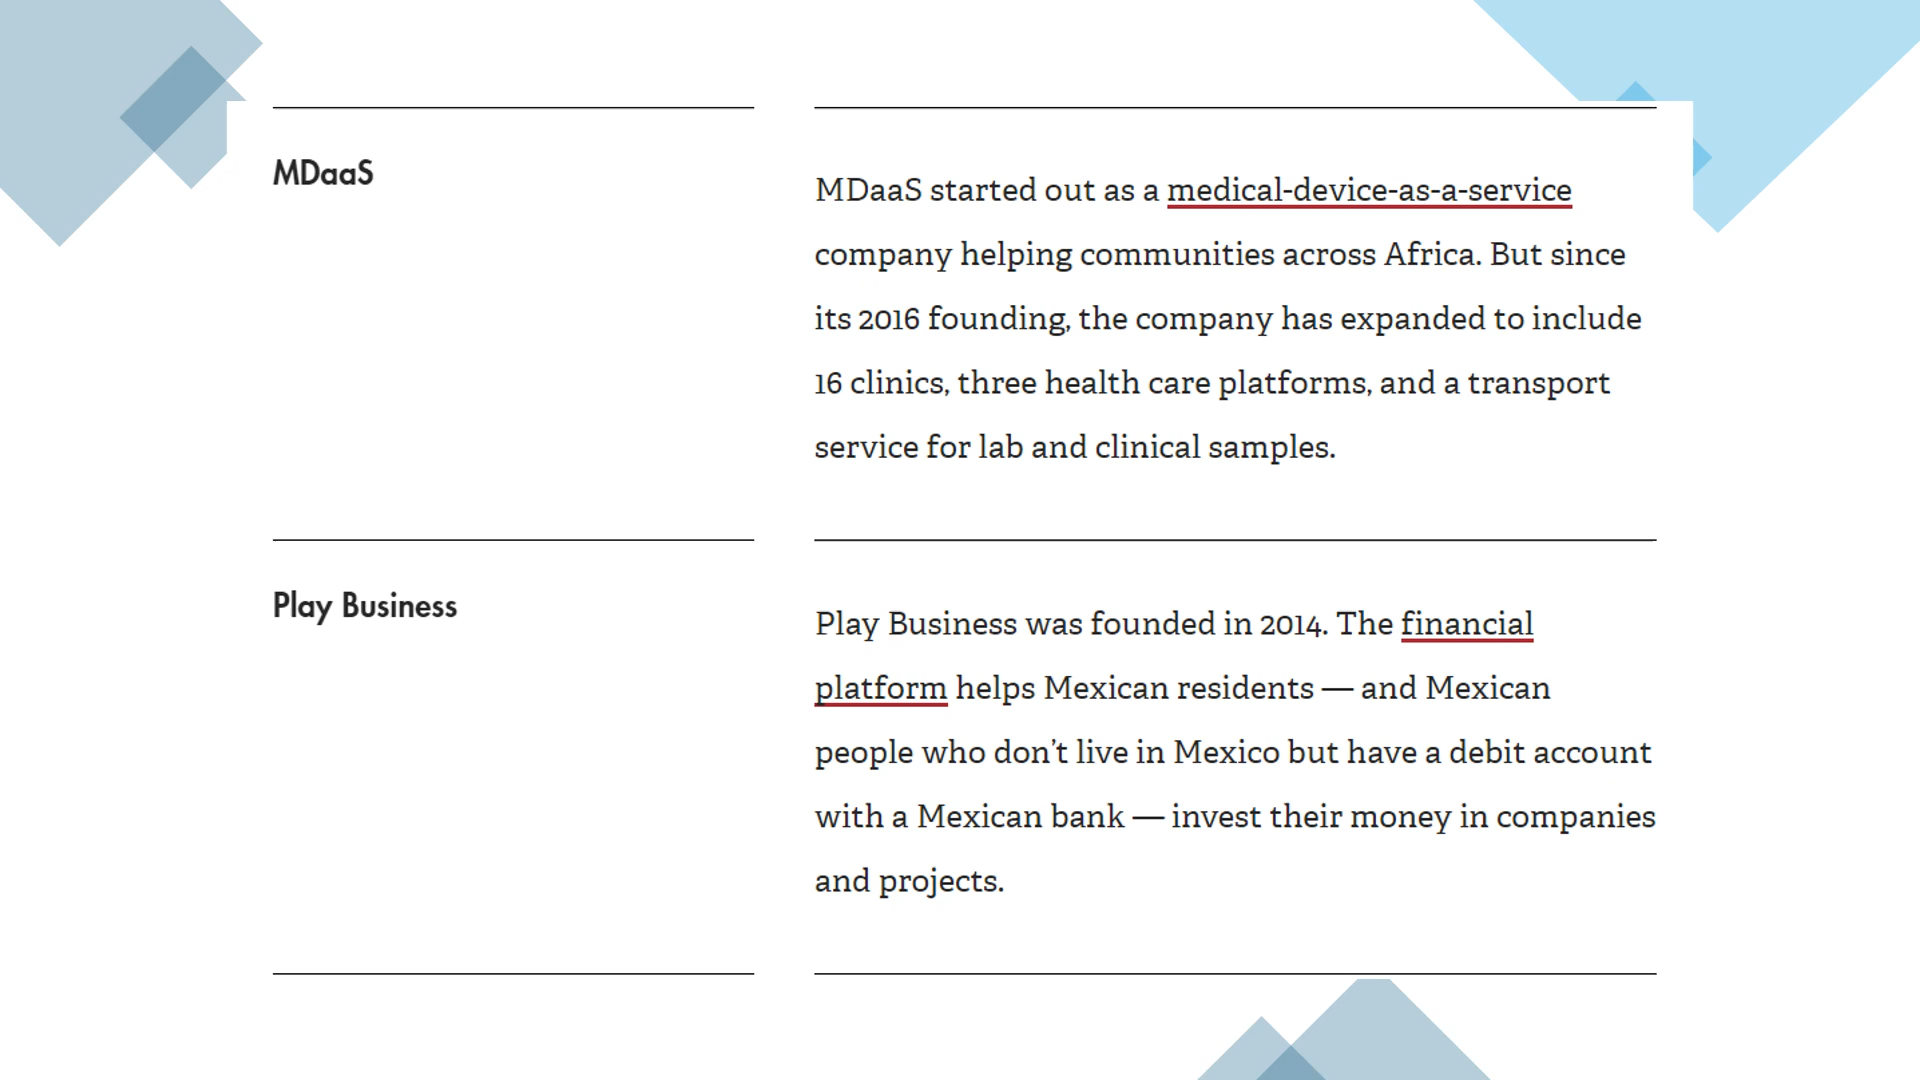 MDaaS
MDaaS started out as a medical-device-as-a-service
company helping communities across Africa. But since
its 2016 founding, the company has expanded to include
16 clinics, three health care platforms, and a transport
service for lab and clinical samples.
Play Business
Play Business was founded in 2014. The financial
platform helps Mexican residents — and Mexican
people who don’t live in Mexico but have a debit account
with a Mexican bank — invest their money in companies
and projects.